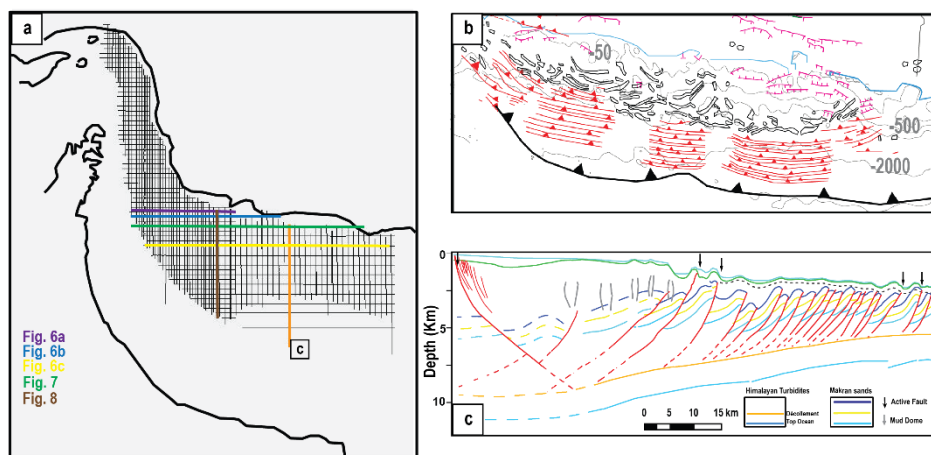 a
Fig. 6a
Fig. 6b
Fig. 6c
Fig. 7
Fig. 8
c
b
-50
-500
-2000
0
5
10
Depth (Km)
c
0 5 10 15 km
Himalayan Turbidites
Décollement
Top Ocean
Makran sands
Active Fault
Mud Dome